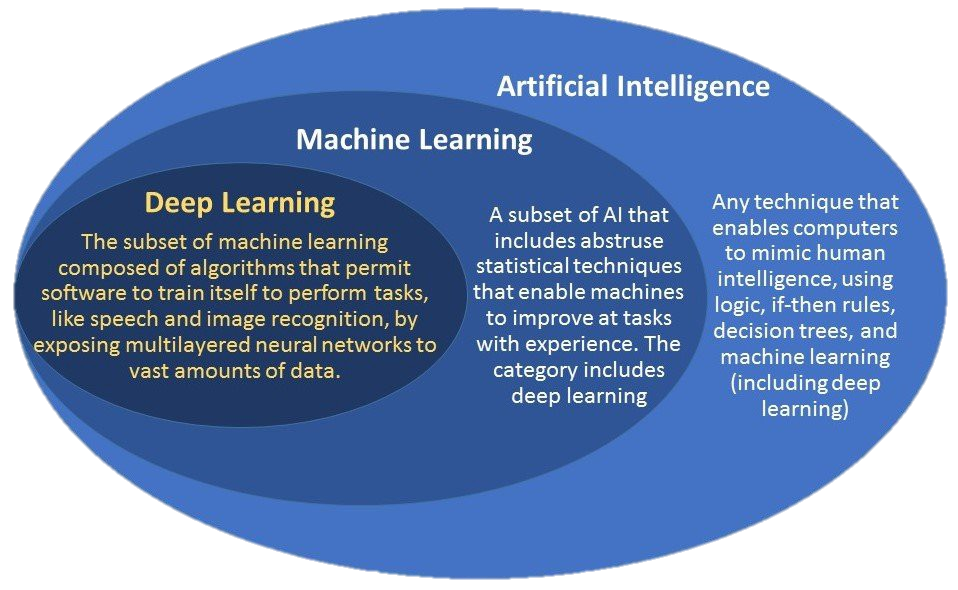 Artificial Intelligence
Machine Learning
Deep Learning
The subset of machine learning
composed of algorithms that permit
software to train itself to perform tasks,
like speech and image recognition, by
exposing multilayered neural networks to
vast amounts of data.
A subset of AI that
includes abstruse
statistical techniques
that enable machines
to improve at tasks
with experience. The
category includes
deep learning
Any technique that
enables computers
to mimic human
intelligence, using
logic, if-then rules,
decision trees, and
machine learning
(including deep
learning)